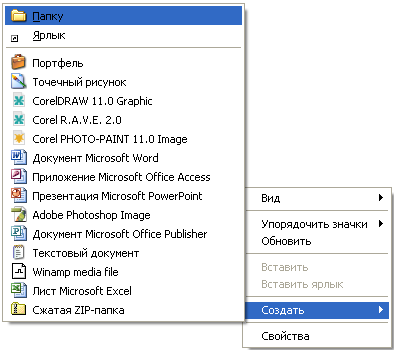 Папку
Ярлык
Портфель
Точечный рисунок
CorelDRAW 11.0 Graphic
Corel R.A.V.E. 2.0
Corel PHOTO-PAINT 11.0 Image
Документ Microsoft Word
Приложение Microsoft Office Access
Презентация Microsoft PowerPoint
Adobe Photoshop Image
Документ Microsoft Office Publisher
Текстовый документ
Winamp media file
Лист Microsoft Excel
Сжатая ZIP-папка
Вид
Упорядочить значки
Обновить
Вставить
Вставить ярлык
Создать
Свойства